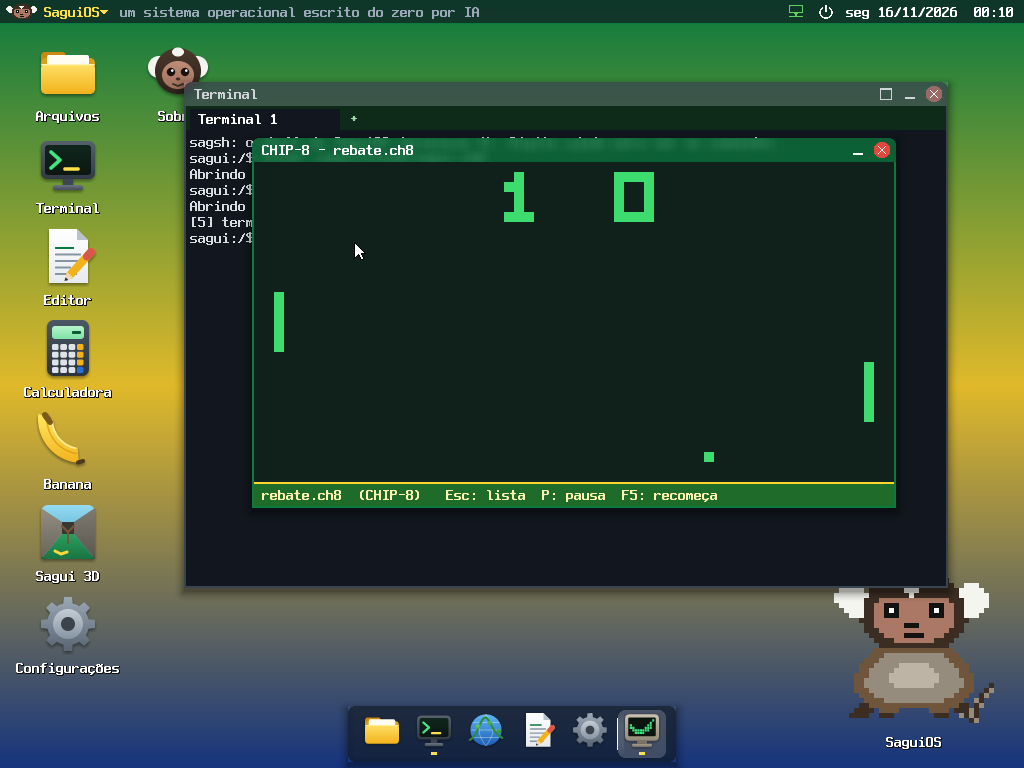 SaguiOS um sistema operacional escrito do zero por IA seg 16/11/2026 00:10
Arquivos
Terminal
Editor
Calculadora
Banana
Sagui 3D
Configurações
Terminal
Terminal 1 +
sagsh:
sagui:/$
Abrindo
sagui:/$
Abrindo
[5]
sagui:/$
CHIP-8 - rebate.ch8
1 0
rebate.ch8 (CHIP-8) Esc: lista P: pausa F5: recomeça
SaguiOS